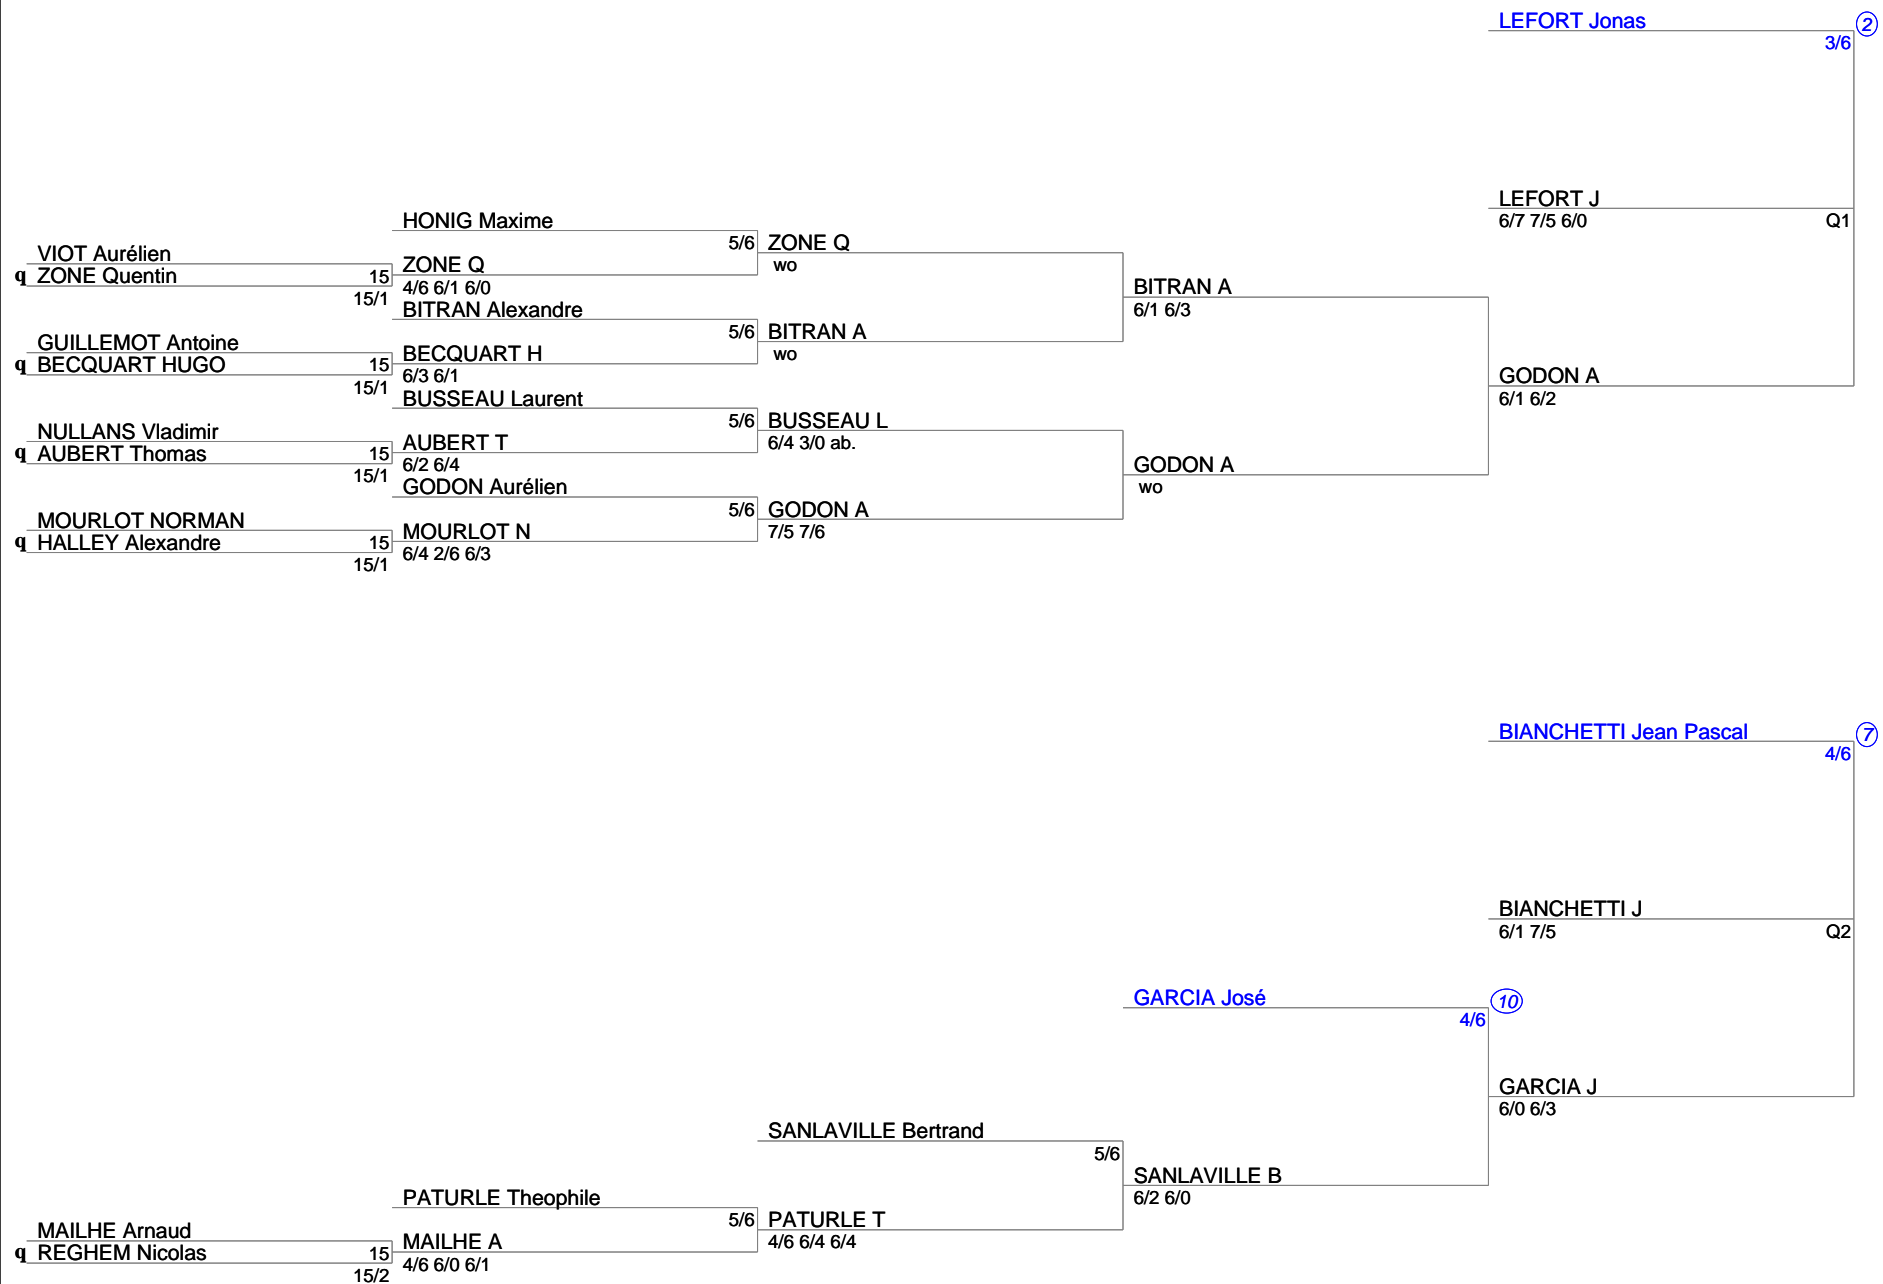 LEFORT Jonas 2
3/6
LEFORT J
6/7 7/5 6/0 Q1
HONIG Maxime
5/6 ZONE Q
wo
VIOT Aurélien
q ZONE Quentin 15
15/1
ZONE Q
4/6 6/1 6/0
BITRAN A
6/1 6/3
BITRAN Alexandre
5/6 BITRAN A
wo
GUILLEMOT Antoine
q BECQUART HUGO 15
15/1
BECQUART H
6/3 6/1
GODON A
6/1 6/2
BUSSEAU Laurent
5/6 BUSSEAU L
6/4 3/0 ab.
NULLANS Vladimir
q AUBERT Thomas 15
15/1
AUBERT T
6/2 6/4
GODON A
wo
GODON Aurélien
5/6 GODON A
7/5 7/6
MOURLOT NORMAN
q HALLEY Alexandre 15
15/1
MOURLOT N
6/4 2/6 6/3
BIANCHETTI Jean Pascal 7
4/6
BIANCHETTI J
6/1 7/5 Q2
GARCIA José 10
4/6
GARCIA J
6/0 6/3
SANLAVILLE Bertrand
5/6
SANLAVILLE B
6/2 6/0
PATURLE Theophile
5/6 PATURLE T
4/6 6/4 6/4
MAILHE Arnaud
q REGHEM Nicolas 15
15/2
MAILHE A
4/6 6/0 6/1